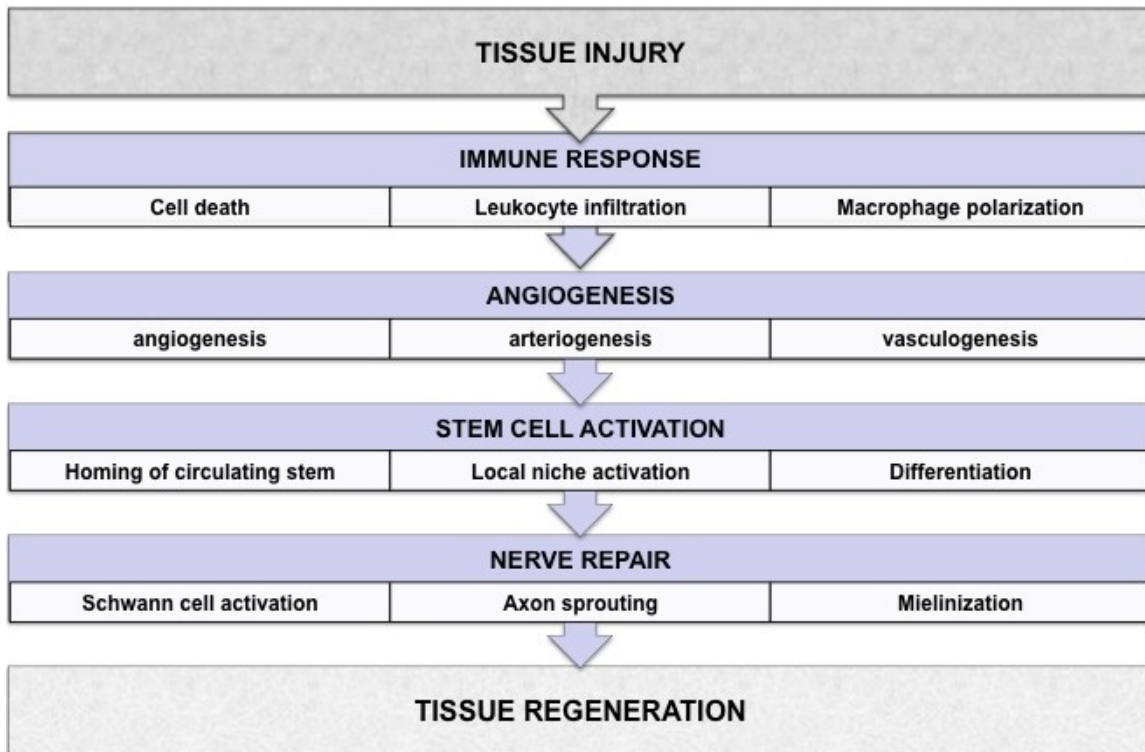 TISSUE INJURY
IMMUNE RESPONSE
Cell death
Leukocyte infiltration
Macrophage polarization
ANGIOGENESIS
angiogenesis
arteriogenesis
vasculogenesis
STEM CELL ACTIVATION
Homing of circulating stem
Local niche activation
Differentiation
NERVE REPAIR
Schwann cell activation
Axon sprouting
Mielinization
TISSUE REGENERATION